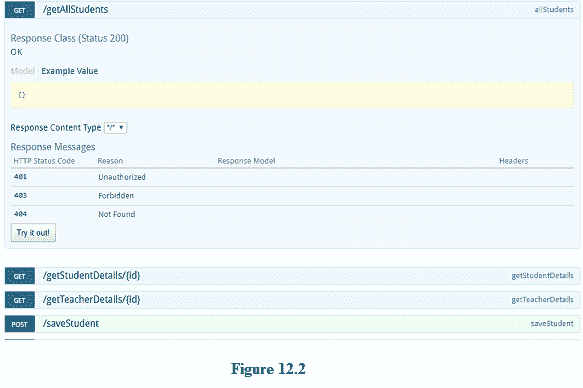 GET /getAllStudents allStudents
Response Class (Status 200)
OK
Model Example Value
{}
Response Content Type */* ▼
Response Messages
HTTP Status Code Reason Response Model Headers
401 Unauthorized
403 Forbidden
404 Not Found
Try it out!
GET /getStudentDetails/{id} getStudentDetails
GET /getTeacherDetails/{id} getTeacherDetails
POST /saveStudent saveStudent
Figure 12.2